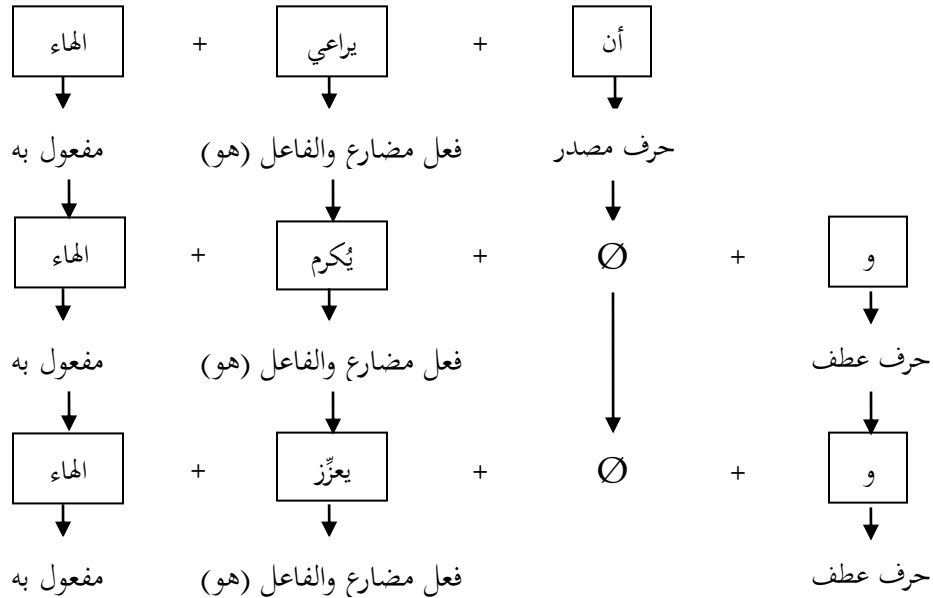 أن + يراعي + الهاء
حرف مصدر فعل مضارع والفاعل (هو) مفعول به
و + Ø + يُكرم + الهاء
حرف عطف فعل مضارع والفاعل (هو) مفعول به
و + Ø + يعزِّز + الهاء
حرف عطف فعل مضارع والفاعل (هو) مفعول به